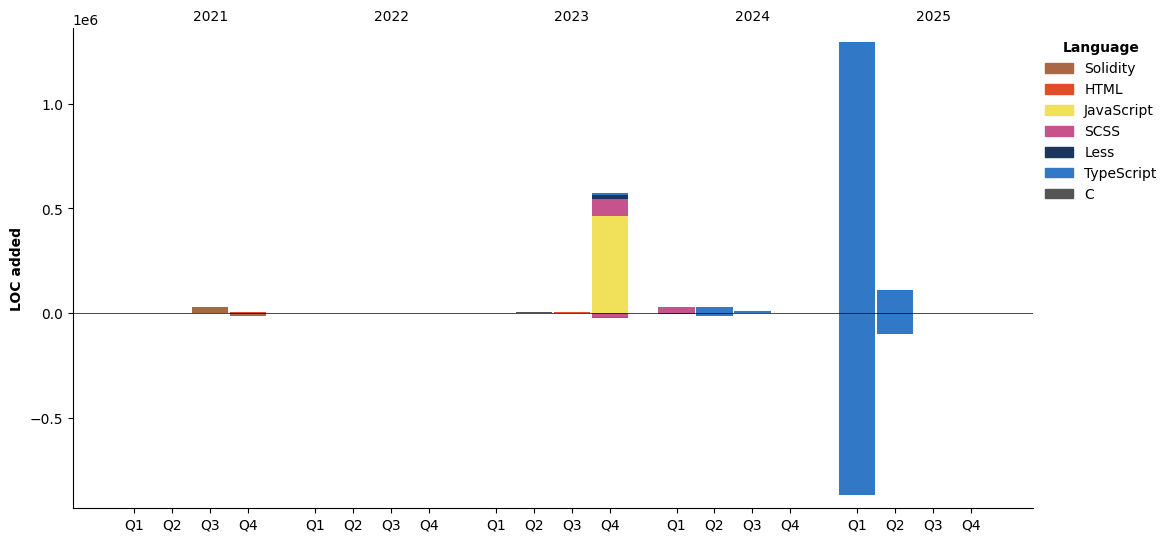 1e6
2021 2022 2023 2024 2025
Language
Solidity
HTML
JavaScript
SCSS
Less
TypeScript
C
LOC added
1.0
0.5
0.0
−0.5
Q1 Q2 Q3 Q4 Q1 Q2 Q3 Q4 Q1 Q2 Q3 Q4 Q1 Q2 Q3 Q4 Q1 Q2 Q3 Q4